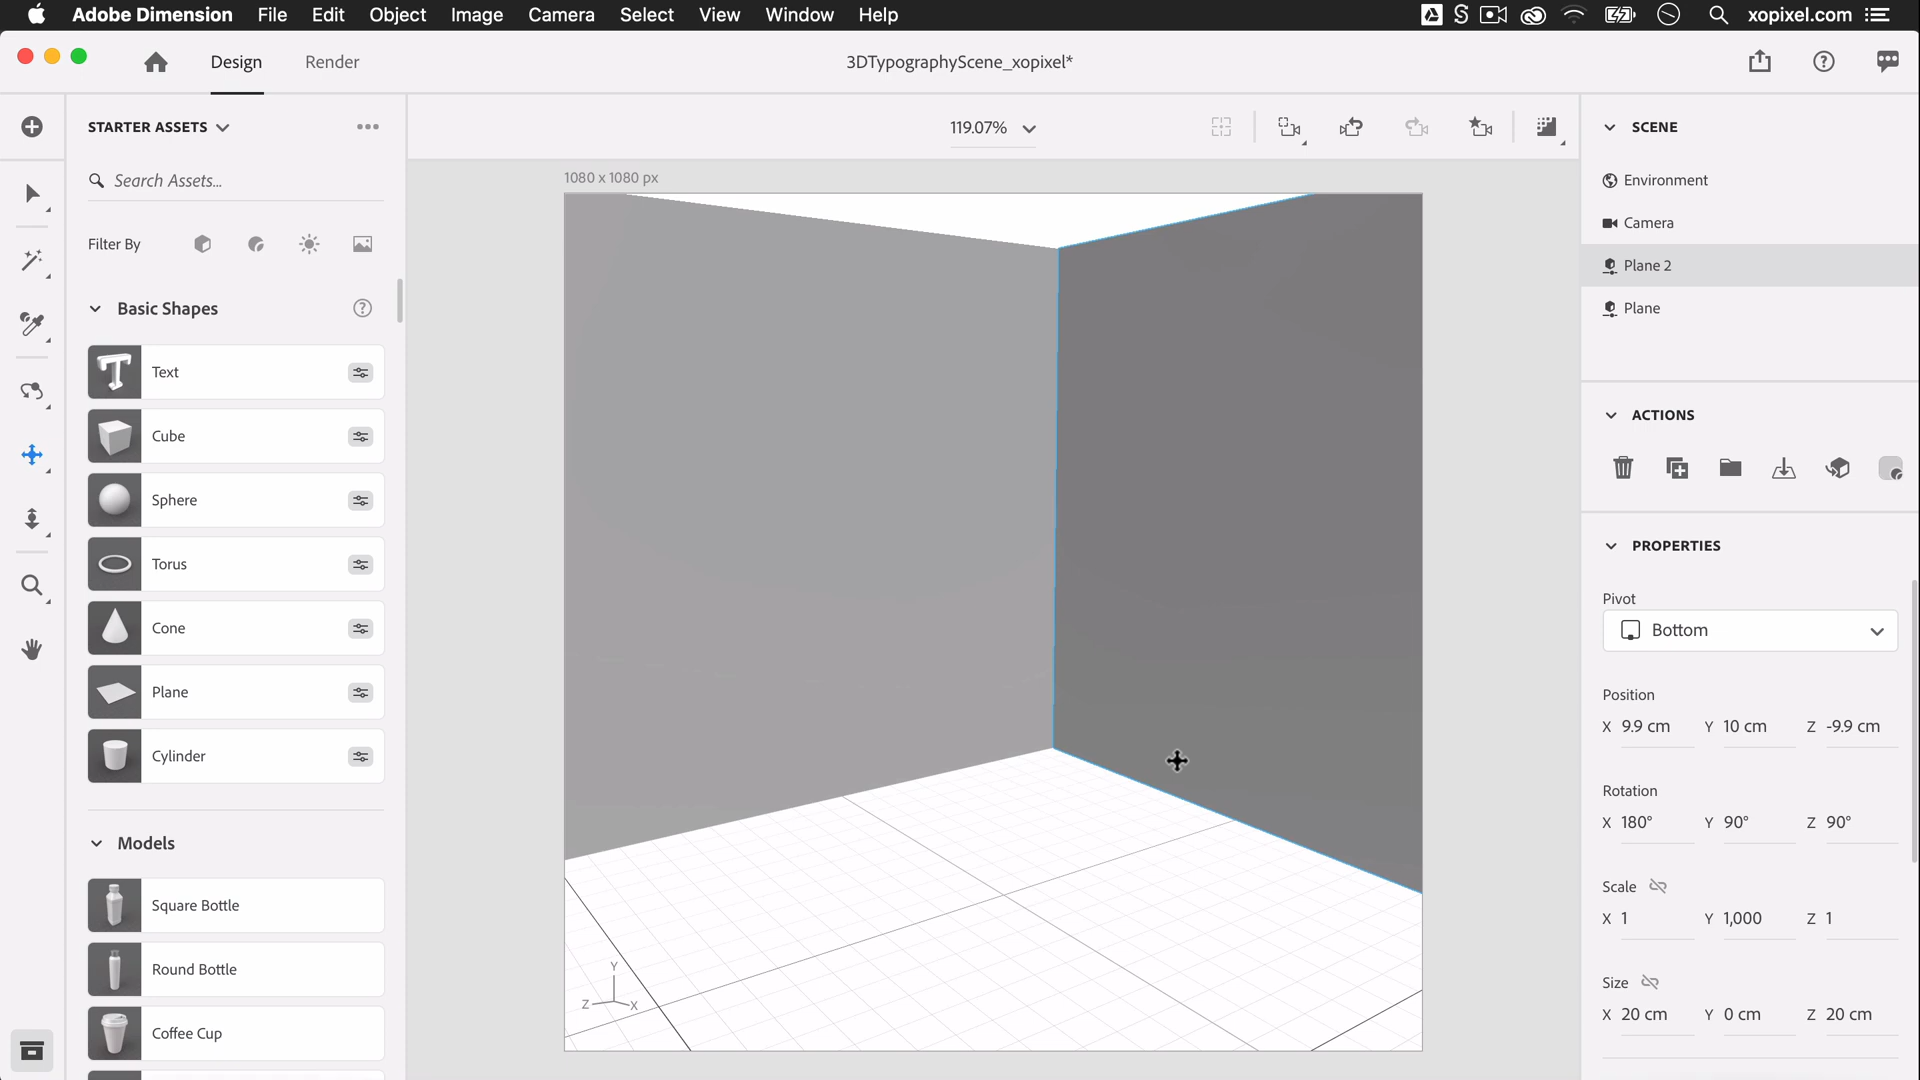 Adobe Dimension File Edit Object Image Camera Select View Window Help xopixel.com
Design Render 3DTypographyScene_xopixel*
STARTER ASSETS
Search Assets...
Filter By
Basic Shapes
Text
Cube
Sphere
Torus
Cone
Plane
Cylinder
Models
Square Bottle
Round Bottle
Coffee Cup
119.07%
1080 x 1080 px
Y
Z X
SCENE
Environment
Camera
Plane 2
Plane
ACTIONS
PROPERTIES
Pivot
Bottom
Position
X 9.9 cm Y 10 cm Z -9.9 cm
Rotation
X 180° Y 90° Z 90°
Scale
X 1 Y 1,000 Z 1
Size
X 20 cm Y 0 cm Z 20 cm